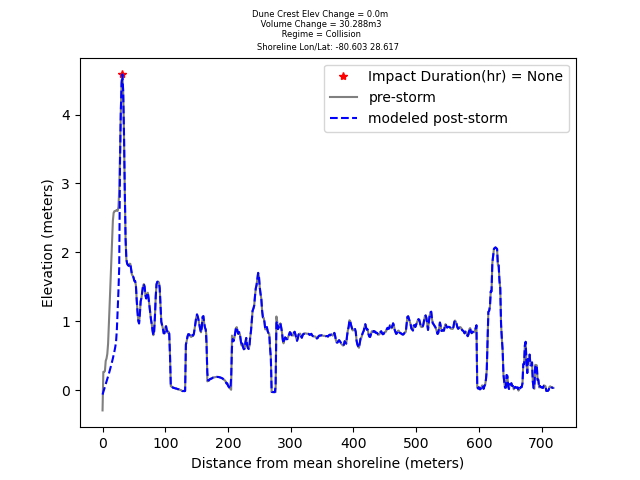 Dune Crest Elev Change = 0.0m
Volume Change = 30.288m3
Regime = Collision
Shoreline Lon/Lat: -80.603 28.617
Impact Duration(hr) = None
pre-storm
modeled post-storm
Elevation (meters)
4
3
2
1
0
0 100 200 300 400 500 600 700
Distance from mean shoreline (meters)